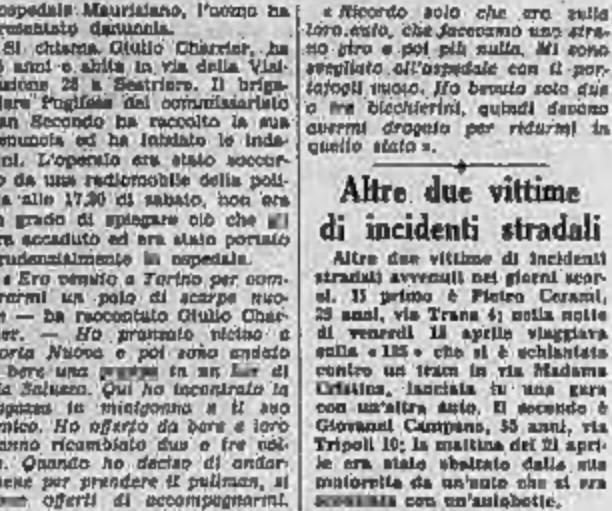 ospedale Mauriziano, l'uomo ha
presentato denuncia.
Si chiama Giulio Charrier, ha
anni e abita in via della
28 a Sestriere. Il briga-
diere Pugliese del commissariato
San Secondo ha raccolto la sua
denuncia ed ha iniziato le inda-
gini. L'operaio era stato soccor-
so da una radiomobile della poli-
zia alle 17,30 di sabato, non era
in grado di spiegare ciò che gli
era accaduto ed era stato portato
prudenzialmente in ospedale.
« Ero venuto a Torino per com-
prarmi un paio di scarpe nuo-
ve — ha raccontato Giulio Char-
rier. — Ho pranzato vicino a
Porta Nuova e poi sono andato
a bere una in un bar di
via Saluzzo. Qui ho incontrato la
ragazza in minigonna e il suo
amico. Ho offerto da bere e loro
hanno ricambiato due o tre vol-
te. Quando ho deciso di andar-
mene per prendere il pullman, si
sono offerti di accompagnarmi.
« Ricordo solo che ero sulla
loro auto, che facevamo uno stra-
no giro e poi più nulla. Mi sono
svegliato all'ospedale con il por-
tafogli vuoto. Ho bevuto solo due
o tre bicchierini, quindi devono
avermi drogato per ridurmi in
quello stato ».
Altre due vittime
di incidenti stradali
Altre due vittime di incidenti
stradali avvenuti nei giorni scor-
si. Il primo è Pietro Cerami,
anni, via Trana 4; nella notte
di venerdì 18 aprile viaggiava
sulla « 125 » che si è schiantata
contro un tram in via Madama
Cristina, lanciata in una gara
con un'altra auto. Il secondo è
Giovanni Campano, 55 anni, via
Tripoli 10; la mattina del 21 apri-
le era stato sbalzato dalla sua
motoretta da un'auto che si era
con un'autobotte.